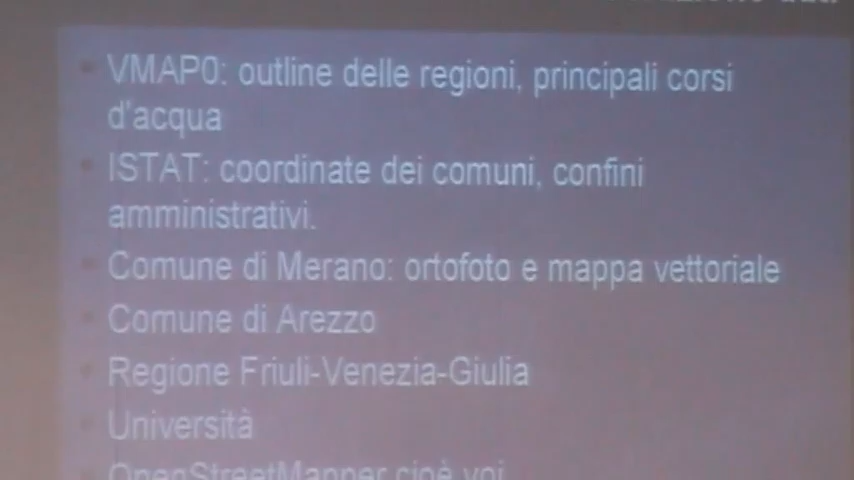 VMAP0: outline delle regioni, principali corsi
d'acqua
ISTAT: coordinate dei comuni, confini
amministrativi.
Comune di Merano: ortofoto e mappa vettoriale
Comune di Arezzo
Regione Friuli-Venezia-Giulia
Università
OpenStreetMapper cioè voi